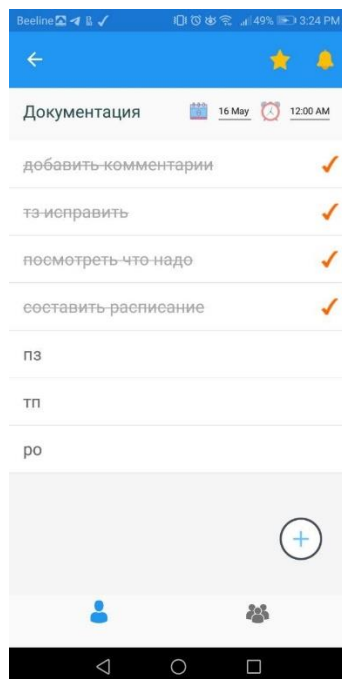 Beeline 49% 3:24 PM
Документация 16 May 12:00 AM
добавить комментарии
тз исправить
посмотреть что надо
составить расписание
пз
тп
ро